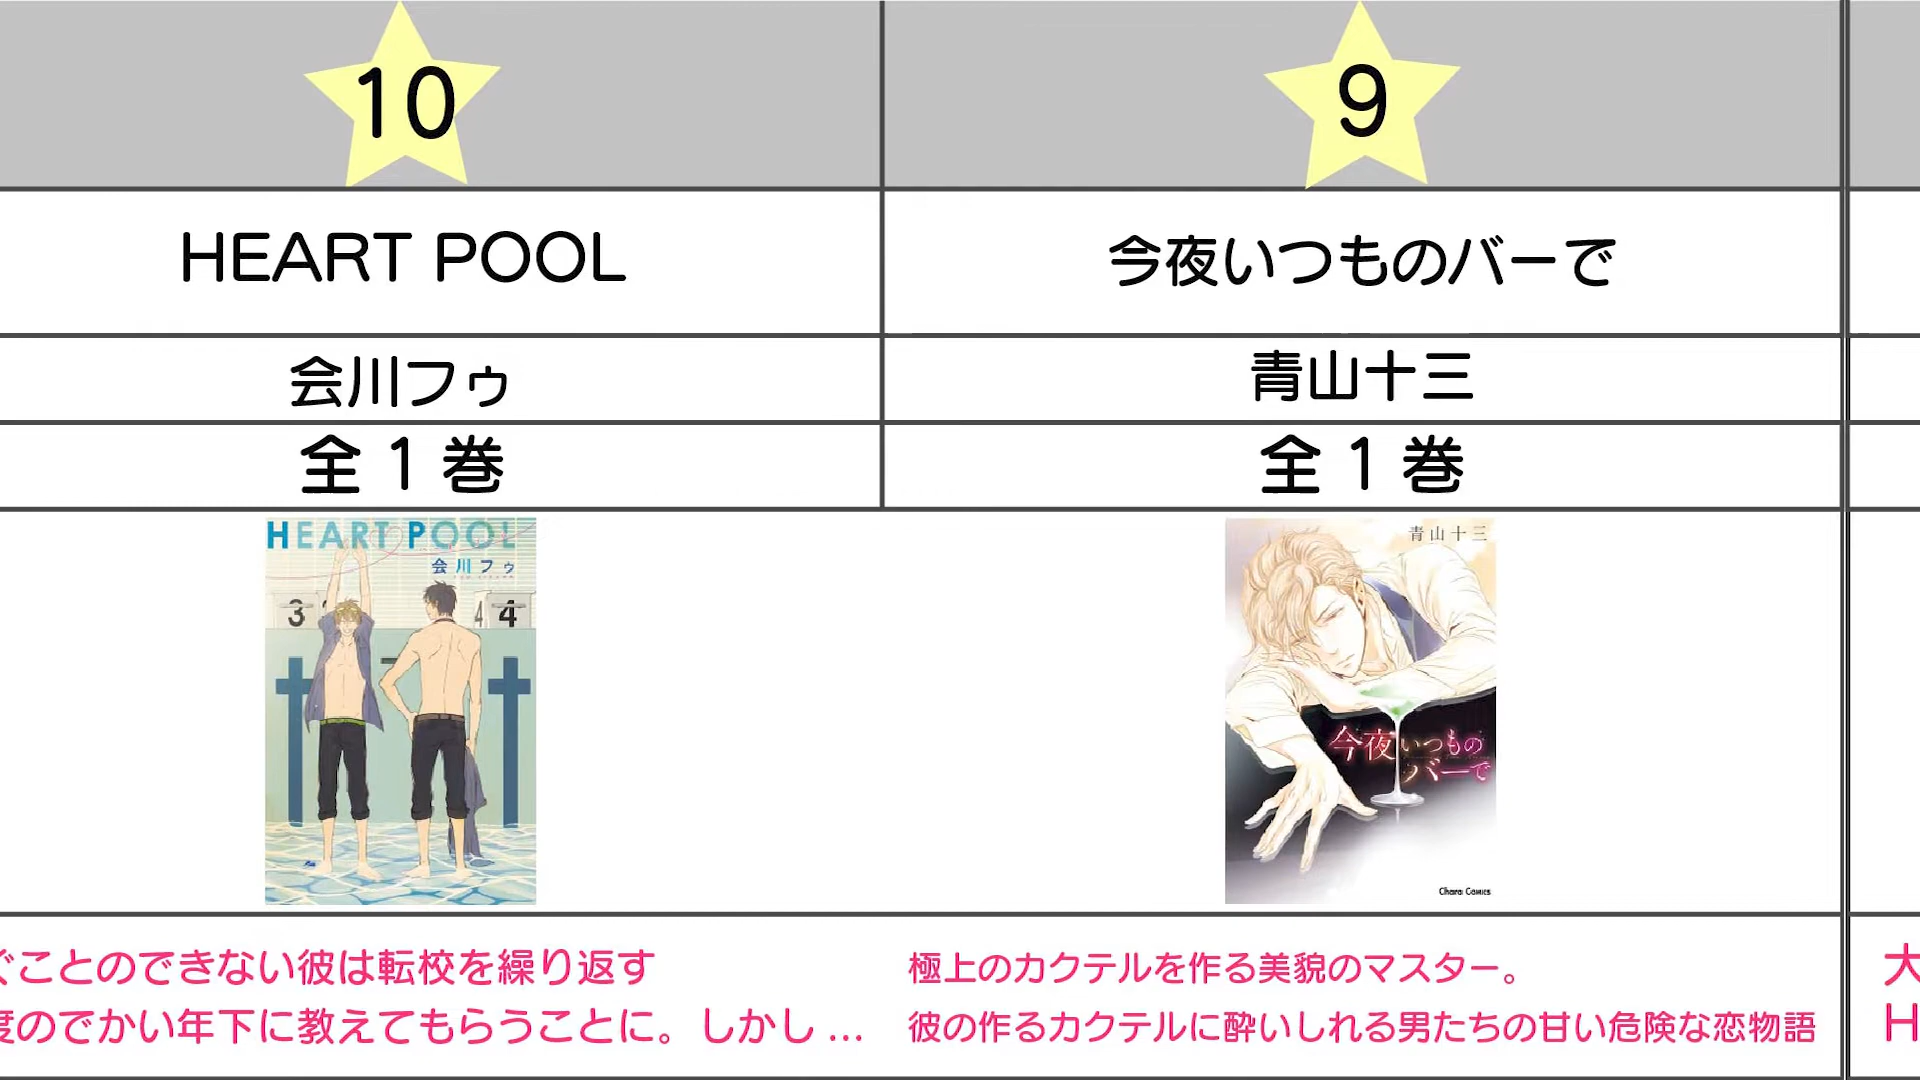 10
HEART POOL
会川フゥ
全1巻
HEART POOL
会川フゥ
3
4
4
ぐことのできない彼は転校を繰り返す
度のでかい年下に教えてもらうことに。しかし…
9
今夜いつものバーで
青山十三
全1巻
青山十三
今夜いつもの
バーで
Chara Comics
極上のカクテルを作る美貌のマスター。
彼の作るカクテルに酔いしれる男たちの甘い危険な恋物語
大
H